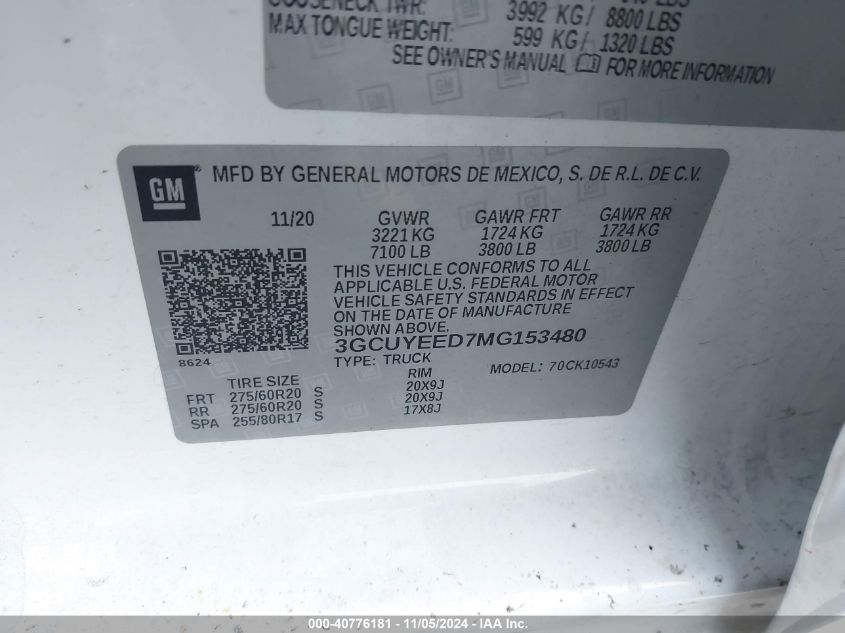 GOOSENECK TWR: 3992 KG/ 8800 LBS
MAX TONGUE WEIGHT: 599 KG/ 1320 LBS
SEE OWNER'S MANUAL FOR MORE INFORMATION
GM MFD BY GENERAL MOTORS DE MEXICO, S. DE R.L. DE C.V.
11/20 GVWR GAWR FRT GAWR RR
3221 KG 1724 KG 1724 KG
7100 LB 3800 LB 3800 LB
THIS VEHICLE CONFORMS TO ALL
APPLICABLE U.S. FEDERAL MOTOR
VEHICLE SAFETY STANDARDS IN EFFECT
ON THE DATE OF MANUFACTURE
SHOWN ABOVE.
3GCUYEED7MG153480
8624 TYPE: TRUCK MODEL: 70CK10543
TIRE SIZE RIM
FRT 275/60R20 S 20X9J
RR 275/60R20 S 20X9J
SPA 255/80R17 S 17X8J
000-40776181 - 11/05/2024 - IAA Inc.